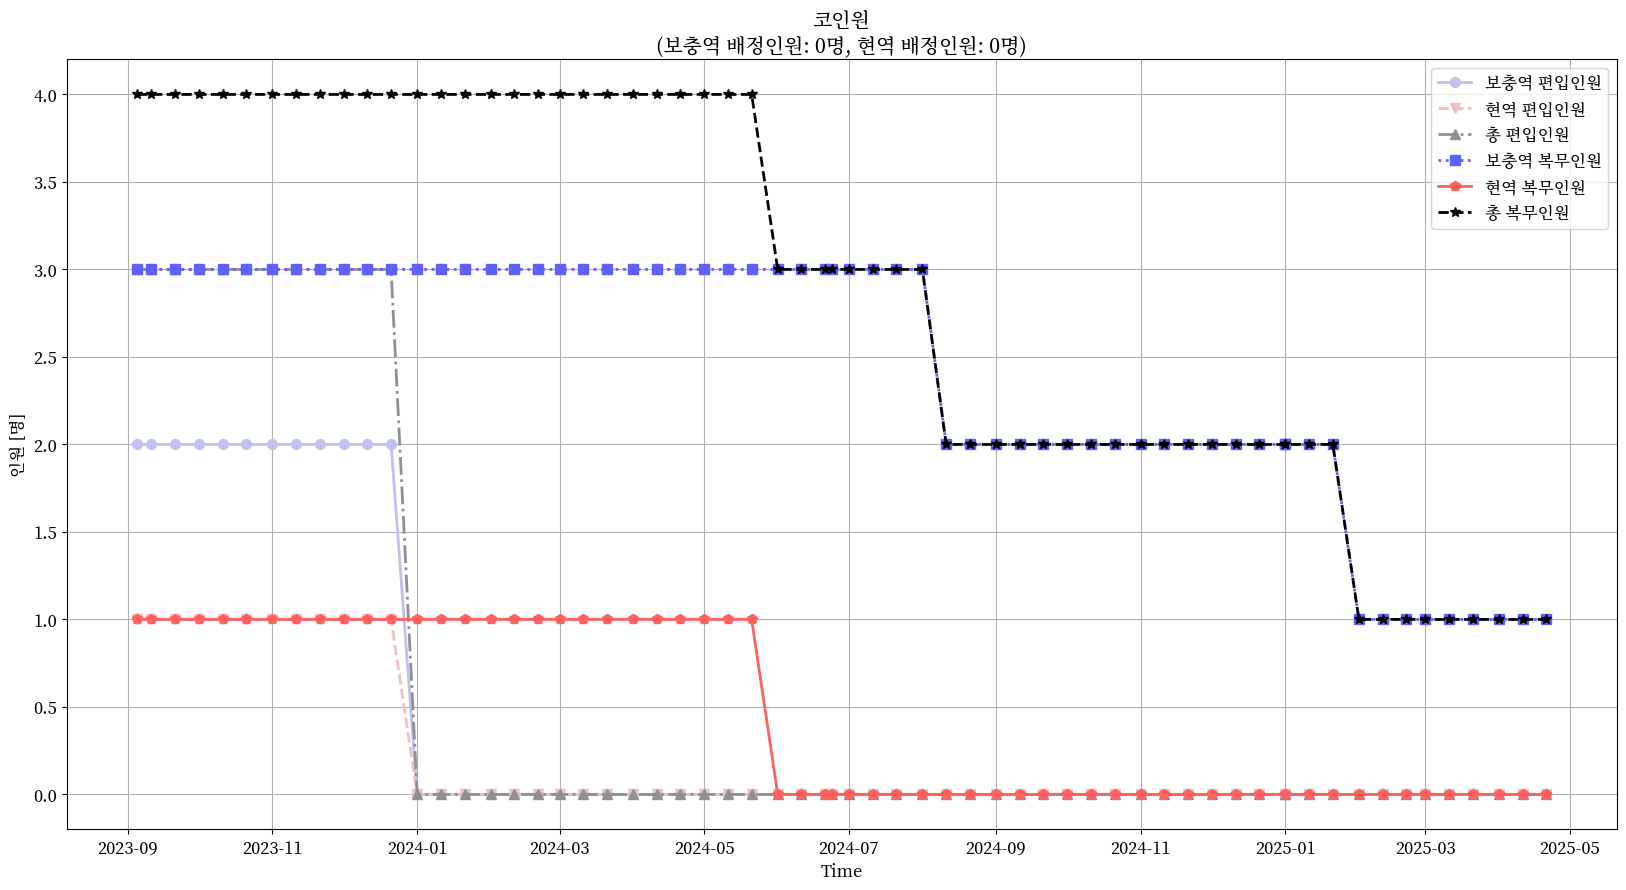 코인원
(보충역 배정인원: 0명, 현역 배정인원: 0명)
보충역 편입인원
현역 편입인원
총 편입인원
보충역 복무인원
현역 복무인원
총 복무인원
인원 [명]
4.0
3.5
3.0
2.5
2.0
1.5
1.0
0.5
0.0
2023-09
2023-11
2024-01
2024-03
2024-05
2024-07
2024-09
2024-11
2025-01
2025-03
2025-05
Time